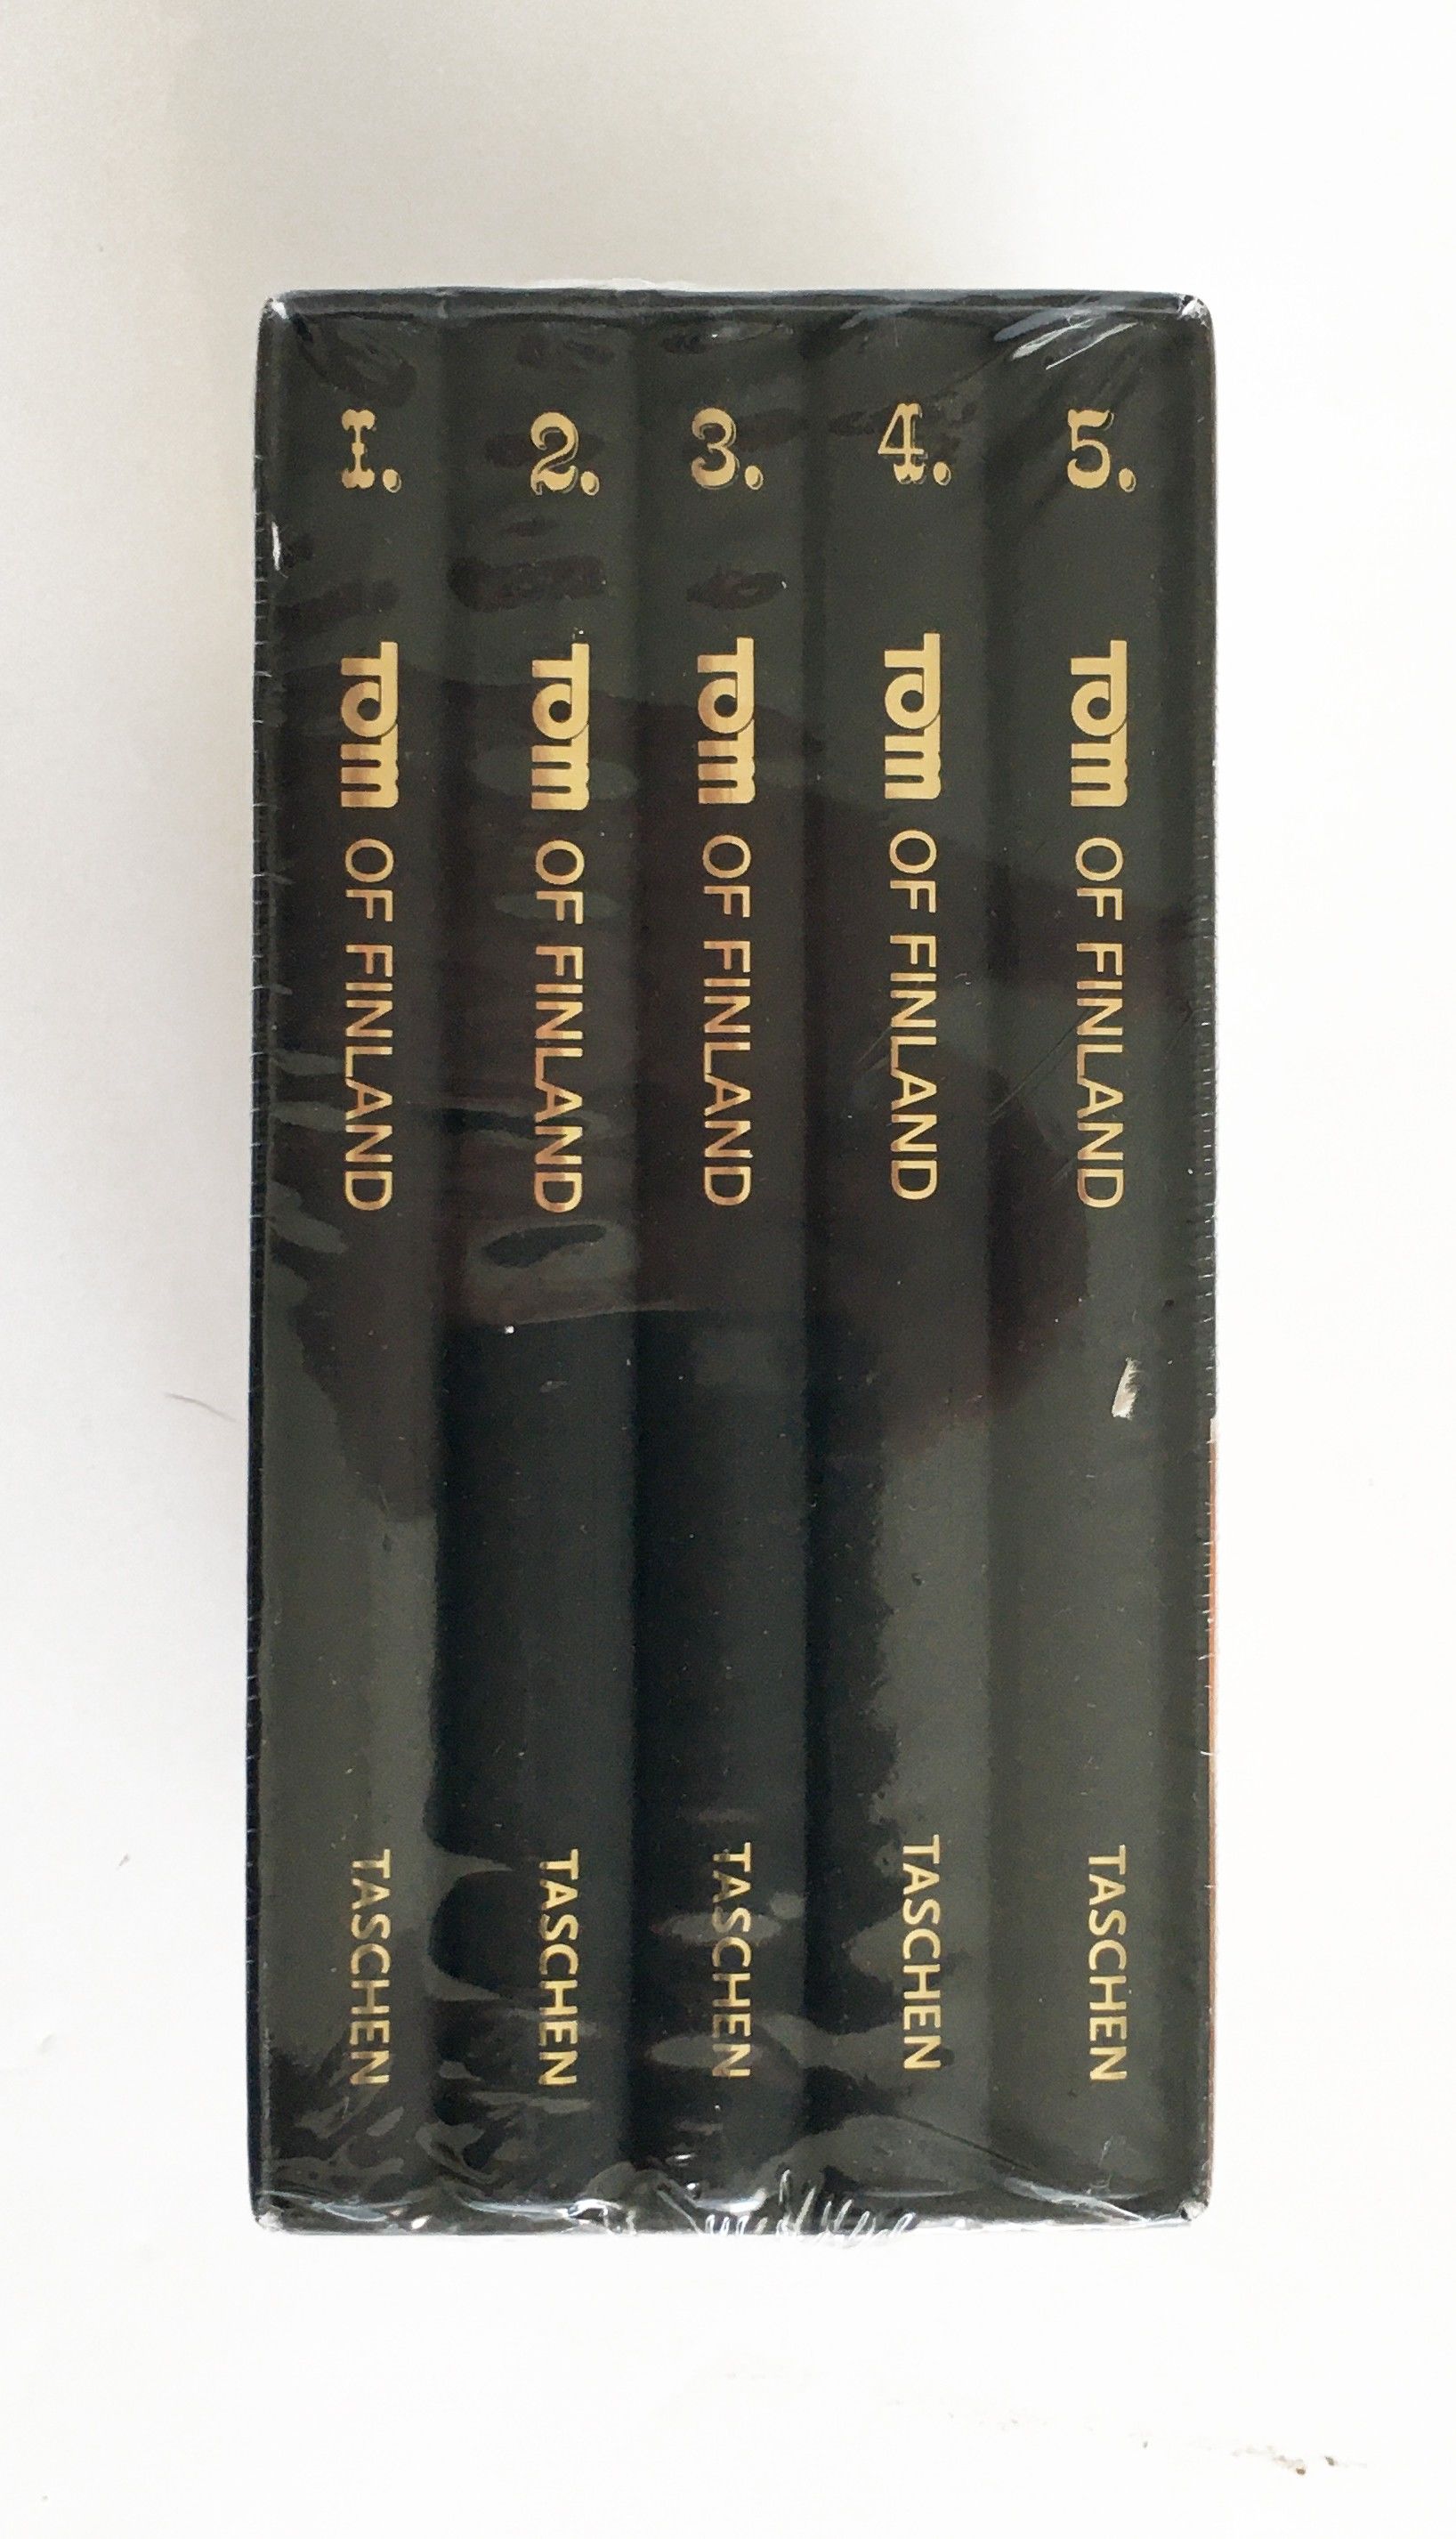 1. TOM OF FINLAND TASCHEN
2. TOM OF FINLAND TASCHEN
3. TOM OF FINLAND TASCHEN
4. TOM OF FINLAND TASCHEN
5. TOM OF FINLAND TASCHEN